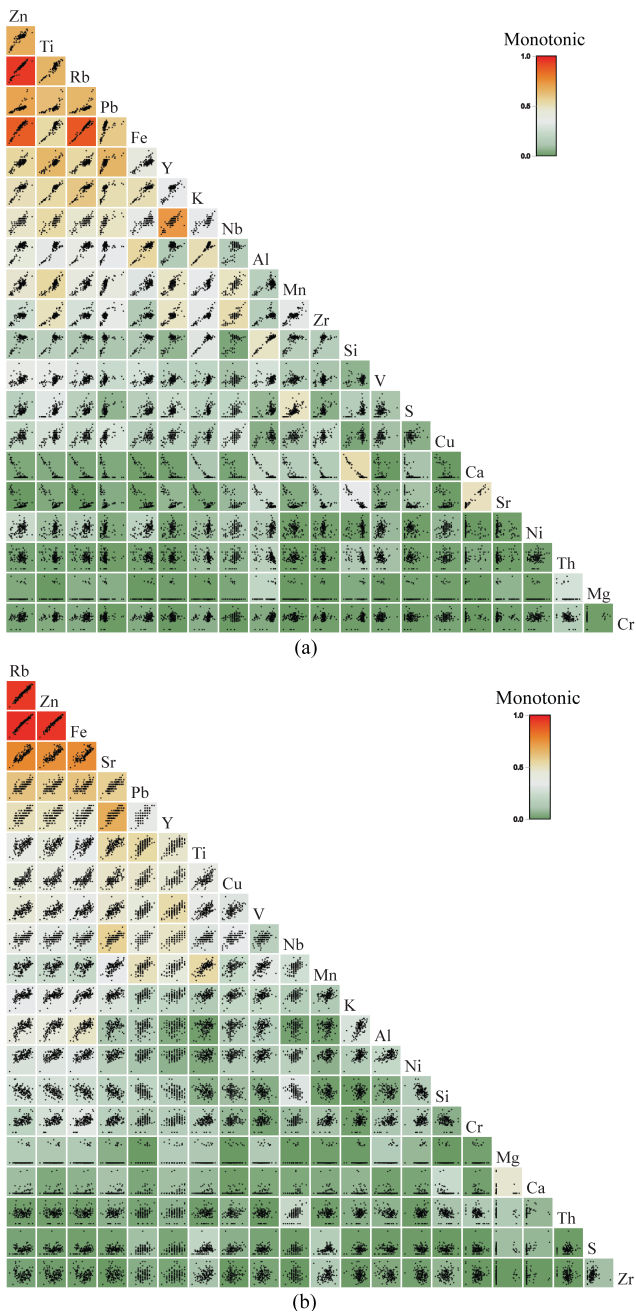 Zn
Ti
Rb
Pb
Fe
Y
K
Nb
Al
Mn
Zr
Si
V
S
Cu
Ca
Sr
Ni
Th
Mg
Cr
Monotonic
1.0
0.5
0.0
(a)
Rb
Zn
Fe
Sr
Pb
Y
Ti
Cu
V
Nb
Mn
K
Al
Ni
Si
Cr
Mg
Ca
Th
S
Zr
Monotonic
1.0
0.5
0.0
(b)